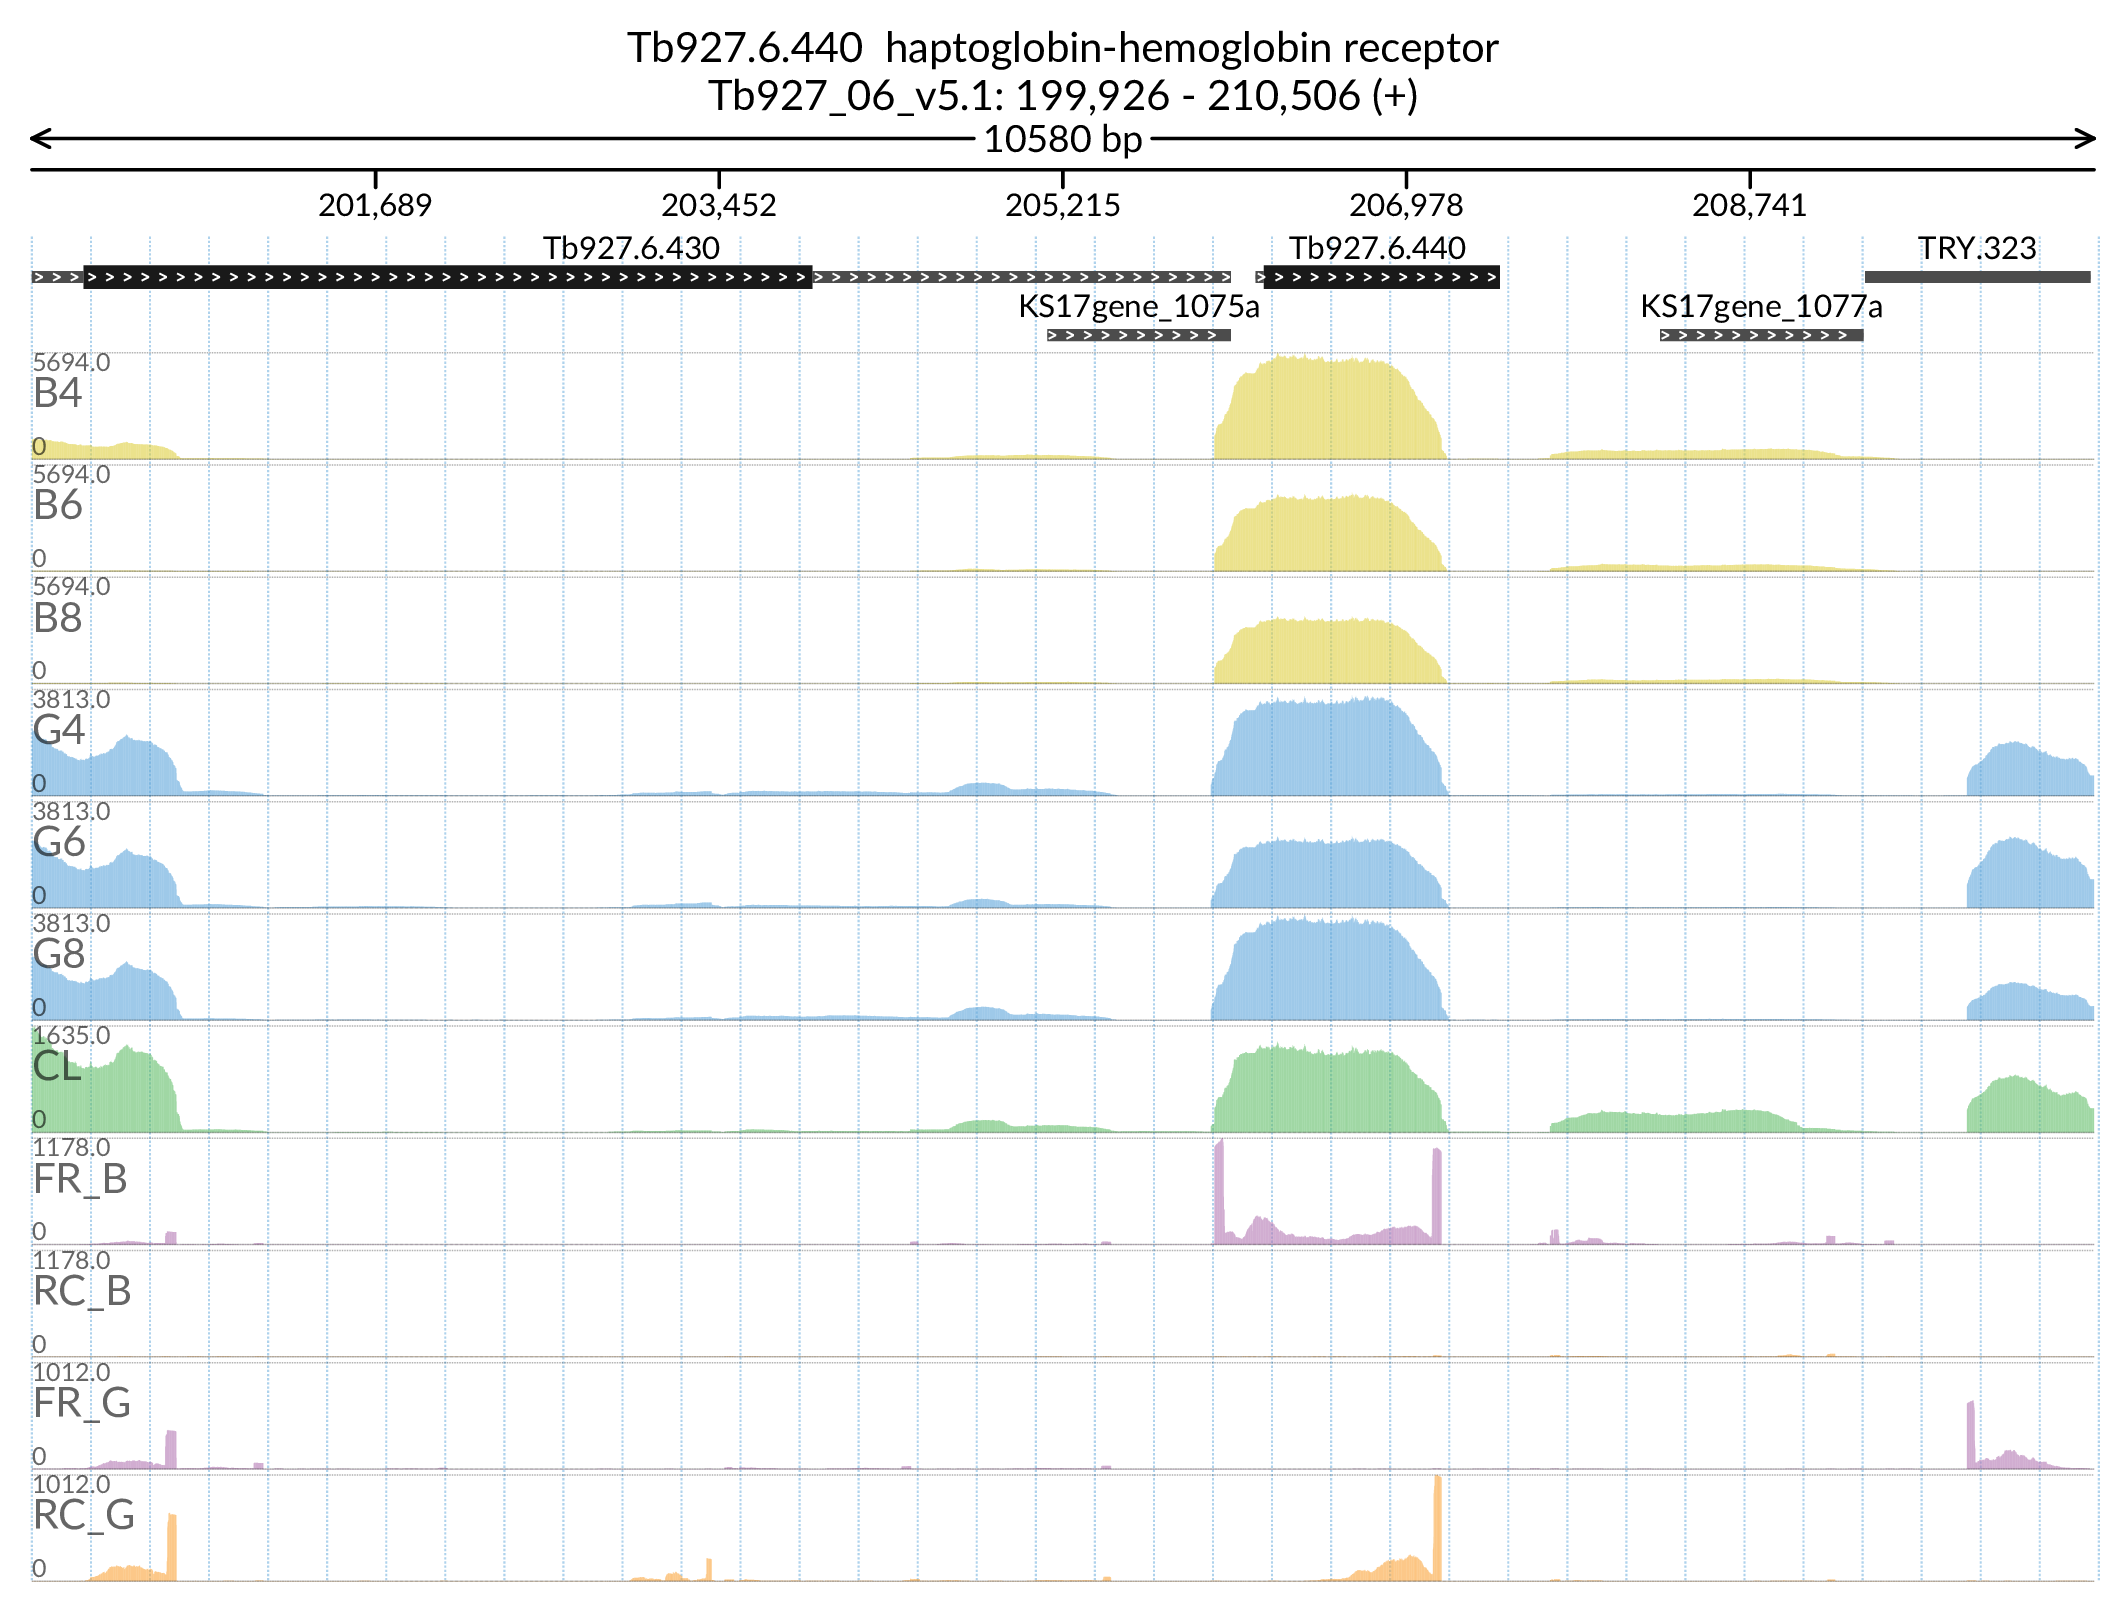 Tb927.6.440 haptoglobin-hemoglobin receptor
Tb927_06_v5.1: 199,926 - 210,506 (+)
10580 bp
201,689 203,452 205,215 206,978 208,741
Tb927.6.430 Tb927.6.440 TRY.323
KS17gene_1075a KS17gene_1077a
5694.0
B4
0
5694.0
B6
0
5694.0
B8
0
3813.0
G4
0
3813.0
G6
0
3813.0
G8
0
1635.0
CL
0
1178.0
FR_B
0
1178.0
RC_B
0
1012.0
FR_G
0
1012.0
RC_G
0